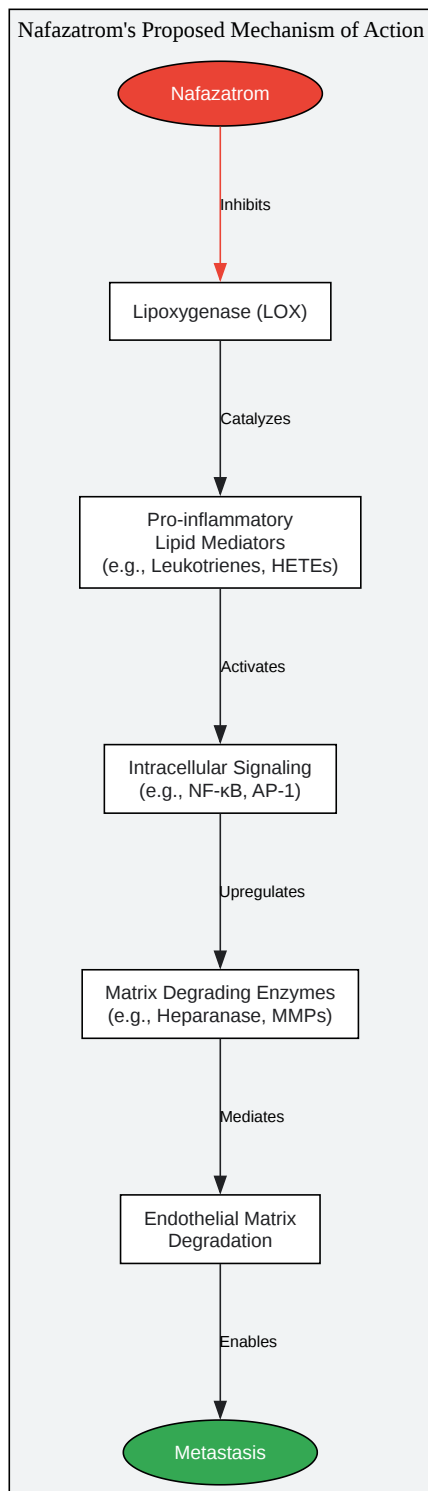 Nafazatrom's Proposed Mechanism of Action
Nafazatrom
Inhibits
Lipoxygenase (LOX)
Catalyzes
Pro-inflammatory
Lipid Mediators
(e.g., Leukotrienes, HETEs)
Activates
Intracellular Signaling
(e.g., NF-κB, AP-1)
Upregulates
Matrix Degrading Enzymes
(e.g., Heparanase, MMPs)
Mediates
Endothelial Matrix
Degradation
Enables
Metastasis